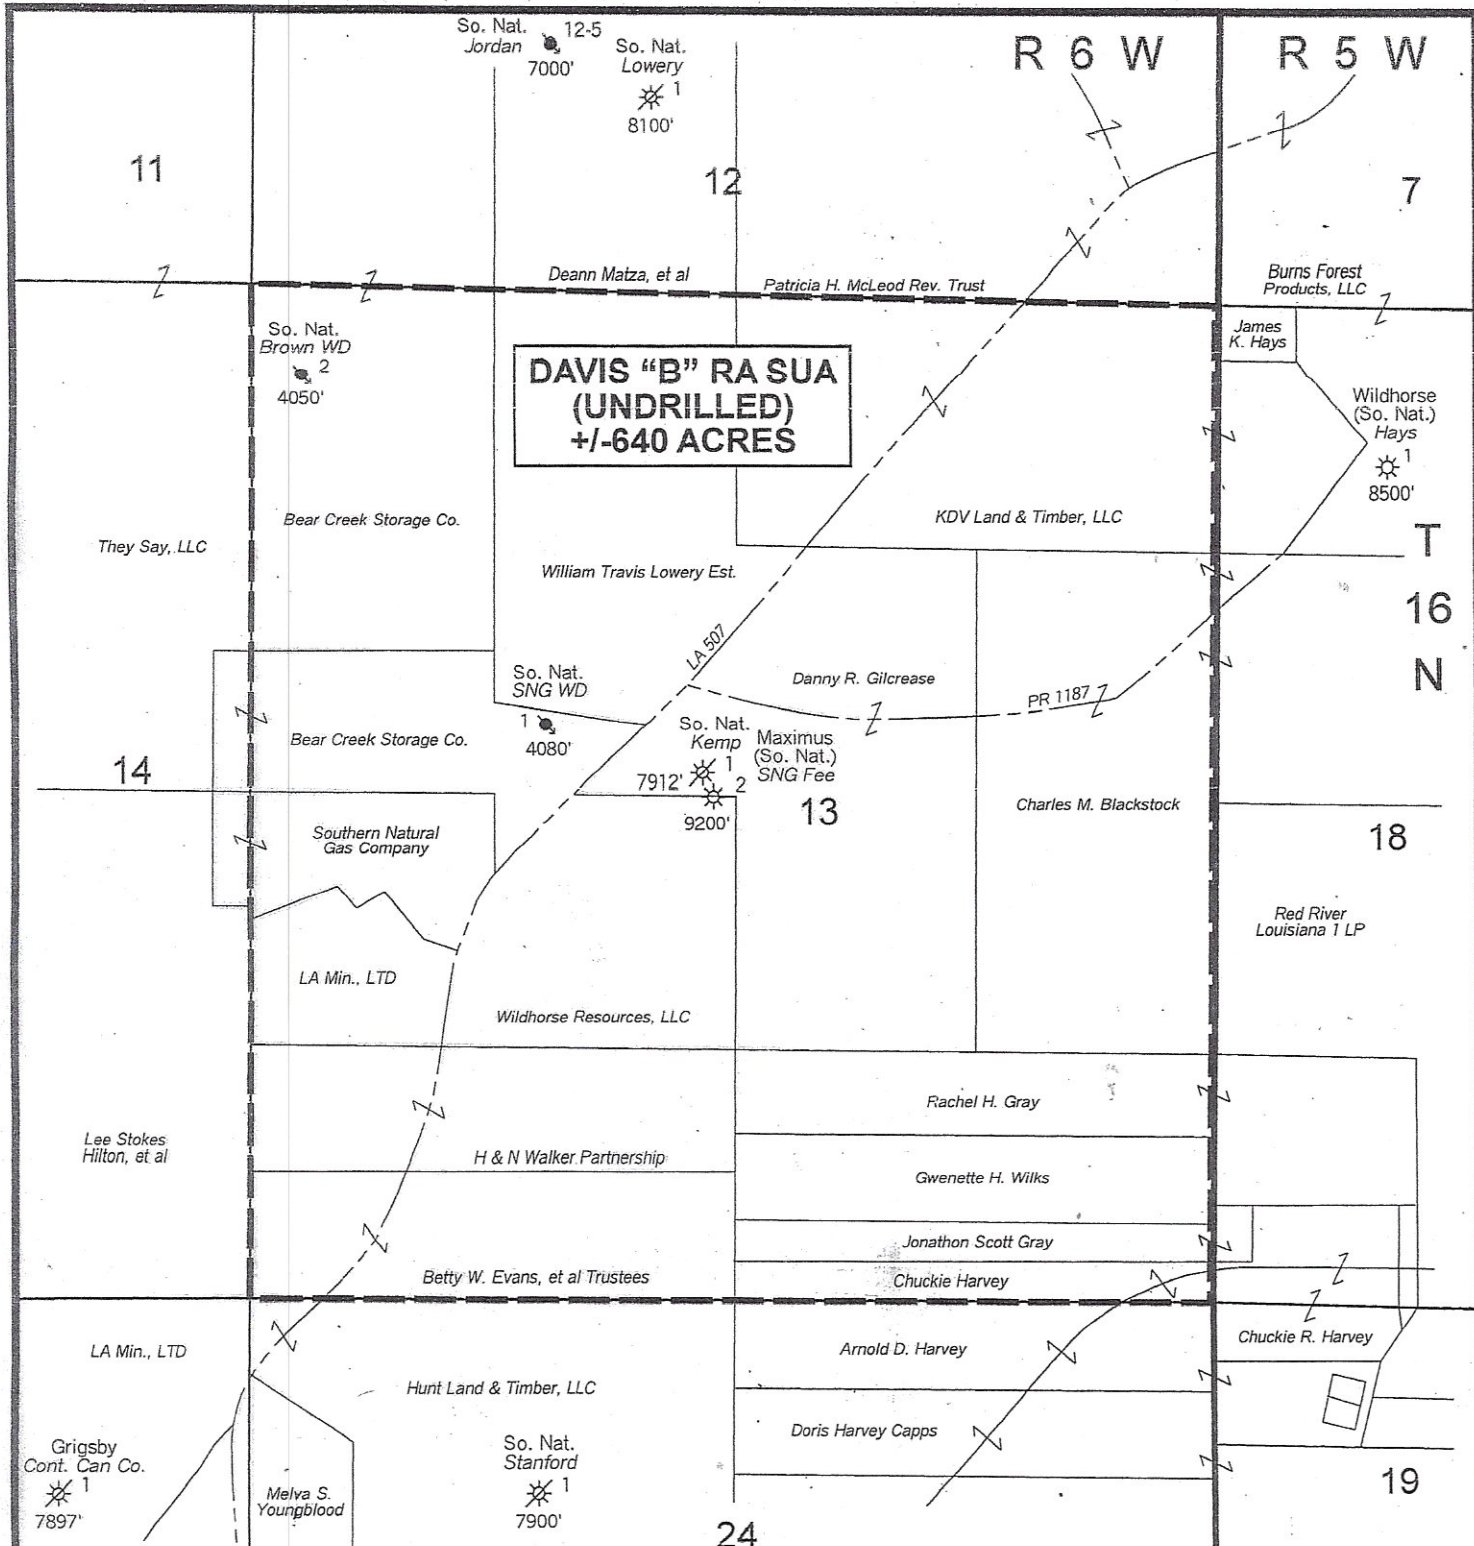 So. Nat.
Jordan
12-5
7000'
So. Nat.
Lowery
1
8100'
R 6 W
R 5 W
11
12
7
Deann Matza, et al
Patricia H. McLeod Rev. Trust
Burns Forest
Products, LLC
So. Nat.
Brown WD
2
4050'
DAVIS “B” RA SUA
(UNDRILLED)
+/-640 ACRES
James
K. Hays
Wildhorse
(So. Nat.)
Hays
1
8500'
They Say, LLC
Bear Creek Storage Co.
William Travis Lowery Est.
KDV Land & Timber, LLC
T
16
N
LA 507
So. Nat.
SNG WD
1
4080'
Danny R. Gilcrease
PR 1187
Bear Creek Storage Co.
So. Nat.
Kemp
1
7912'
Maximus
(So. Nat.)
SNG Fee
2
9200'
14
13
Charles M. Blackstock
18
Southern Natural
Gas Company
Red River
Louisiana 1 LP
LA Min., LTD
Wildhorse Resources, LLC
Rachel H. Gray
Lee Stokes
Hilton, et al
H & N Walker Partnership
Gwenette H. Wilks
Jonathon Scott Gray
Betty W. Evans, et al Trustees
Chuckie Harvey
LA Min., LTD
Arnold D. Harvey
Chuckie R. Harvey
Hunt Land & Timber, LLC
Doris Harvey Capps
Grigsby
Cont. Can Co.
1
7897'
Melva S.
Youngblood
So. Nat.
Stanford
1
7900'
19
24